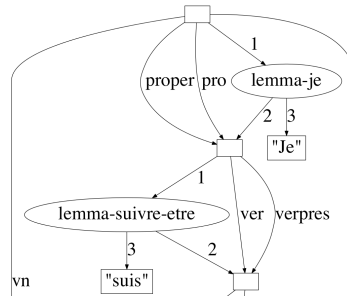 1
proper pro lemma-je
2 3
"Je"
1
lemma-suivre-etre ver verpres
3 2
vn "suis"